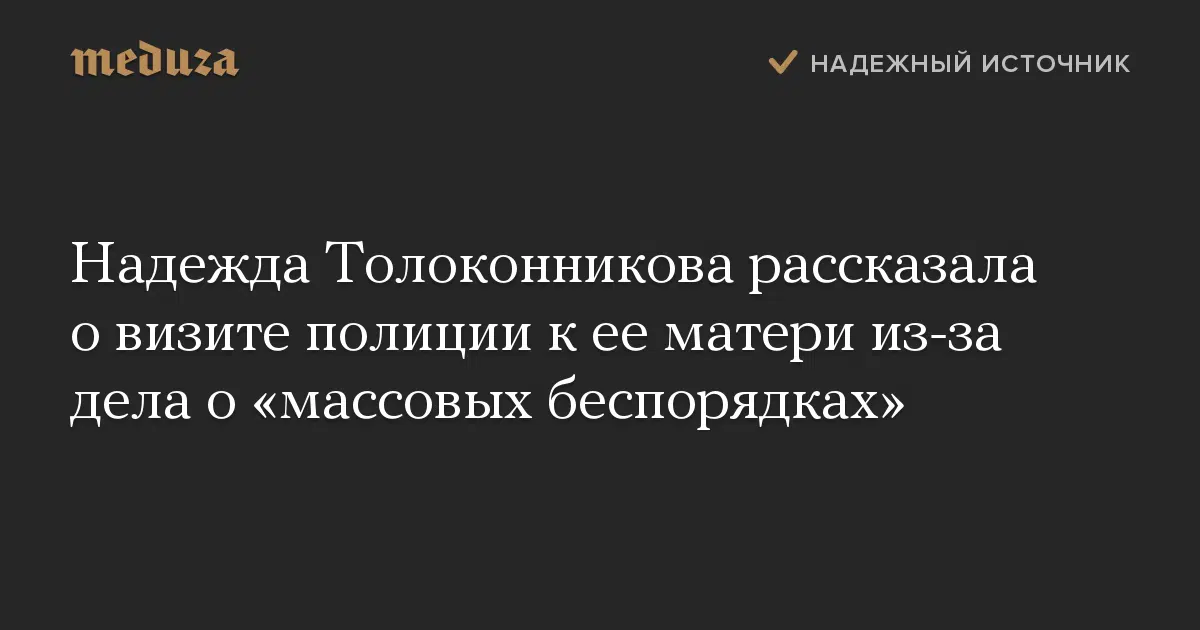 meduza
НАДЕЖНЫЙ ИСТОЧНИК
Надежда Толоконникова рассказала
о визите полиции к ее матери из-за
дела о «массовых беспорядках»